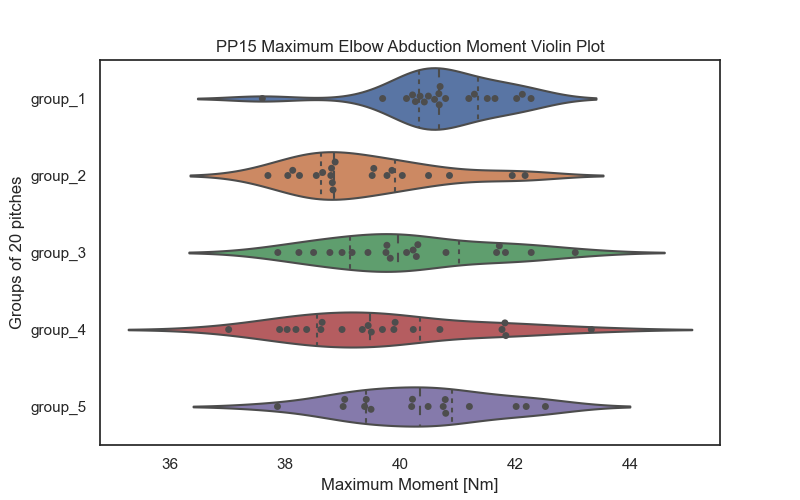 PP15 Maximum Elbow Abduction Moment Violin Plot
Groups of 20 pitches
group_1
group_2
group_3
group_4
group_5
36 38 40 42 44
Maximum Moment [Nm]